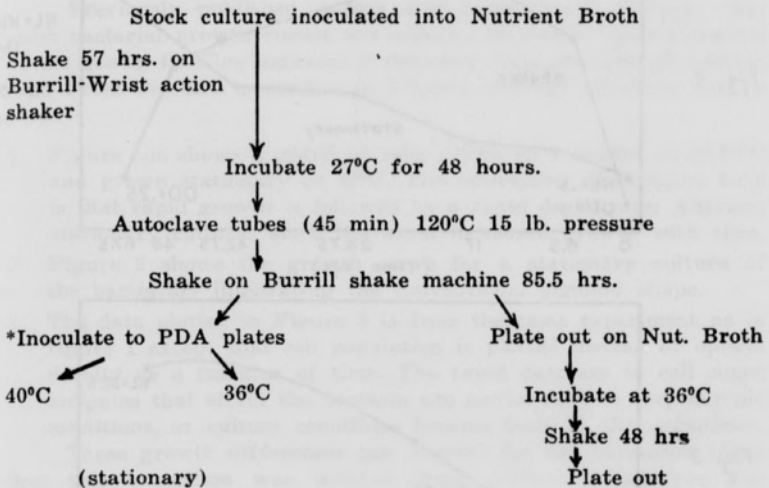 Stock culture inoculated into Nutrient Broth
Shake 57 hrs. on
Burrill-Wrist action
shaker
Incubate 27°C for 48 hours.
Autoclave tubes (45 min) 120°C 15 lb. pressure
Shake on Burrill shake machine 85.5 hrs.
*Inoculate to PDA plates
Plate out on Nut. Broth
40°C
36°C
Incubate at 36°C
Shake 48 hrs
(stationary)
Plate out